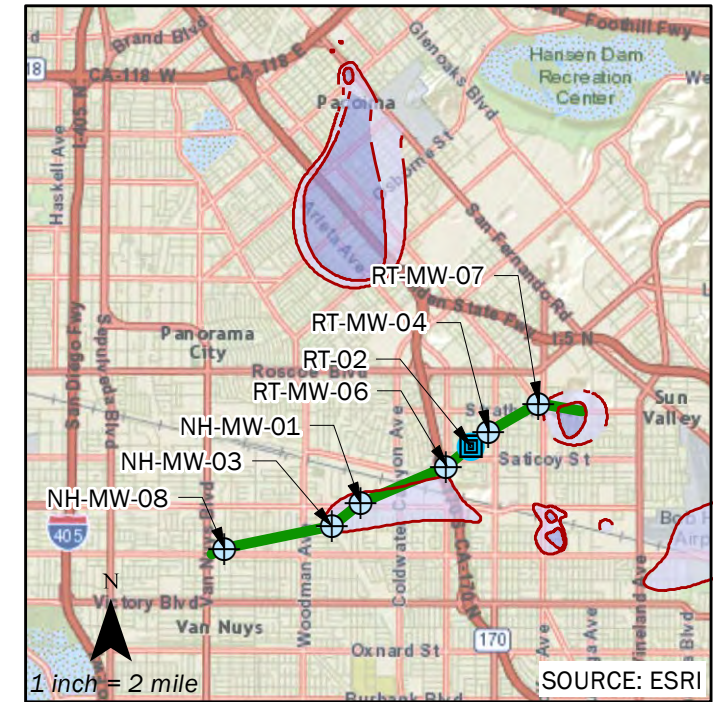 Foothill Fwy
Brand Blvd
Glenoaks Blvd
CA-118 E
CA-118 W
Hansen Dam
Recreation
Center
I-405 N
Pacoima
Haskell Ave
Osborne St
Arleta Ave
San Fernando Rd
RT-MW-07
den State Fwy
I-5 N
RT-MW-04
Panorama
City
RT-02
Roscoe Blvd
San Diego Fwy
Sepulveda Blvd
RT-MW-06
Strath
Sun
Valley
NH-MW-01
Saticoy St
NH-MW-03
NH-MW-08
405
Van Nuys Blvd
Woodman Ave
Coldwater Canyon Ave
CA-170 N
Victory Blvd
Van Nuys
Vineland Ave
N
Oxnard St
170
1 inch = 2 mile
SOURCE: ESRI
Burbank Blvd